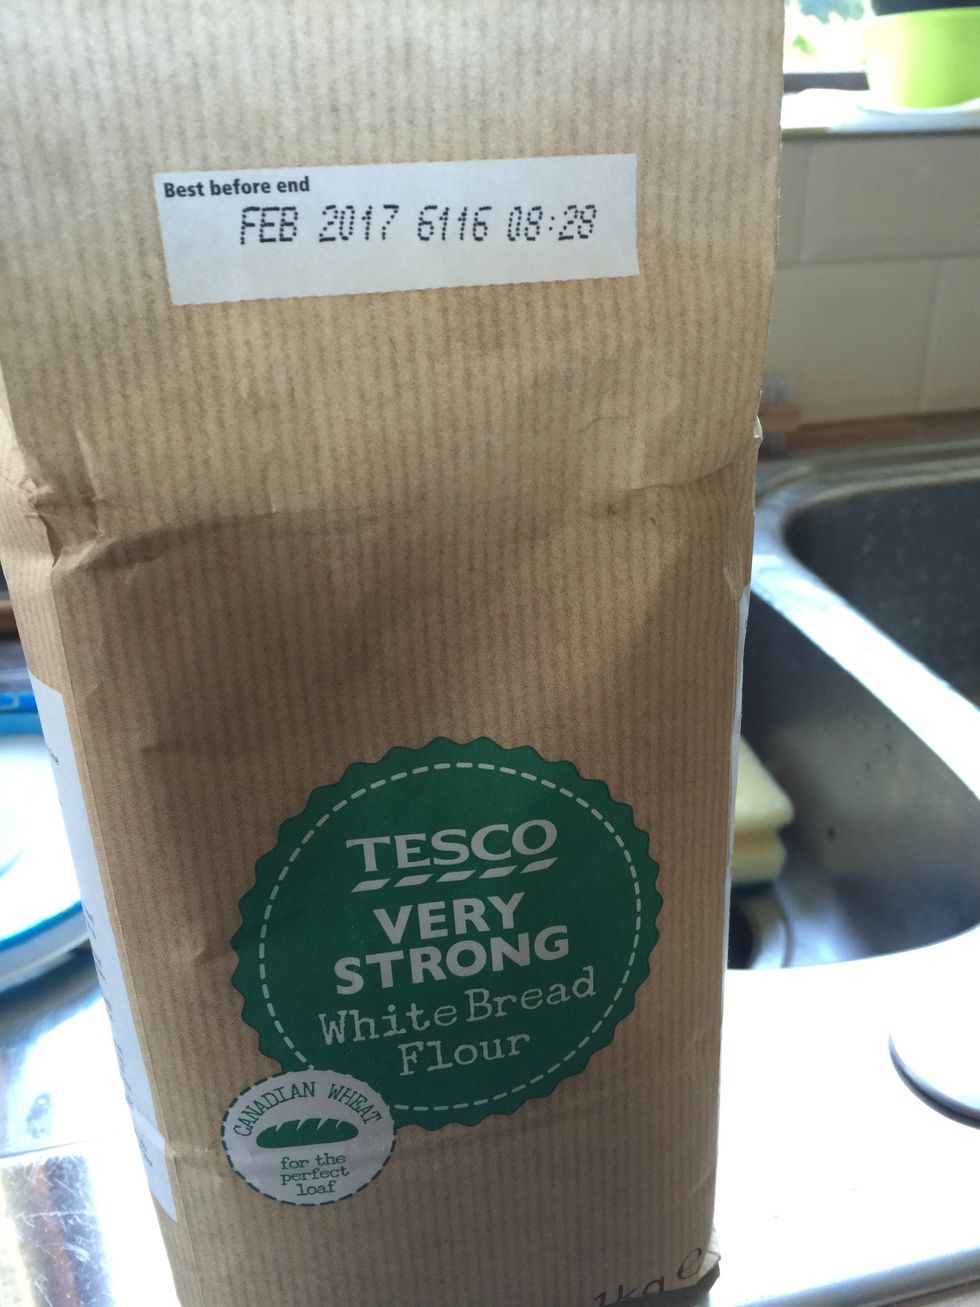 Best before end
FEB 2017 6116 08:28
TESCO
VERY
STRONG
White Bread
Flour
CANADIAN WHEAT
for the
perfect
loaf
1kg e